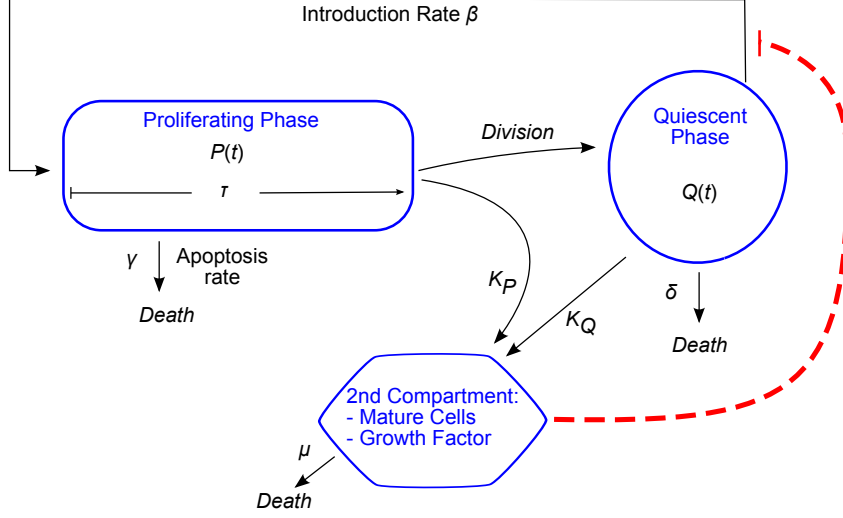 Introduction Rate β
Proliferating Phase
P(t)
τ
Division
Quiescent
Phase
Q(t)
γ
Apoptosis
rate
Death
K_P
K_Q
δ
Death
2nd Compartment:
- Mature Cells
- Growth Factor
μ
Death